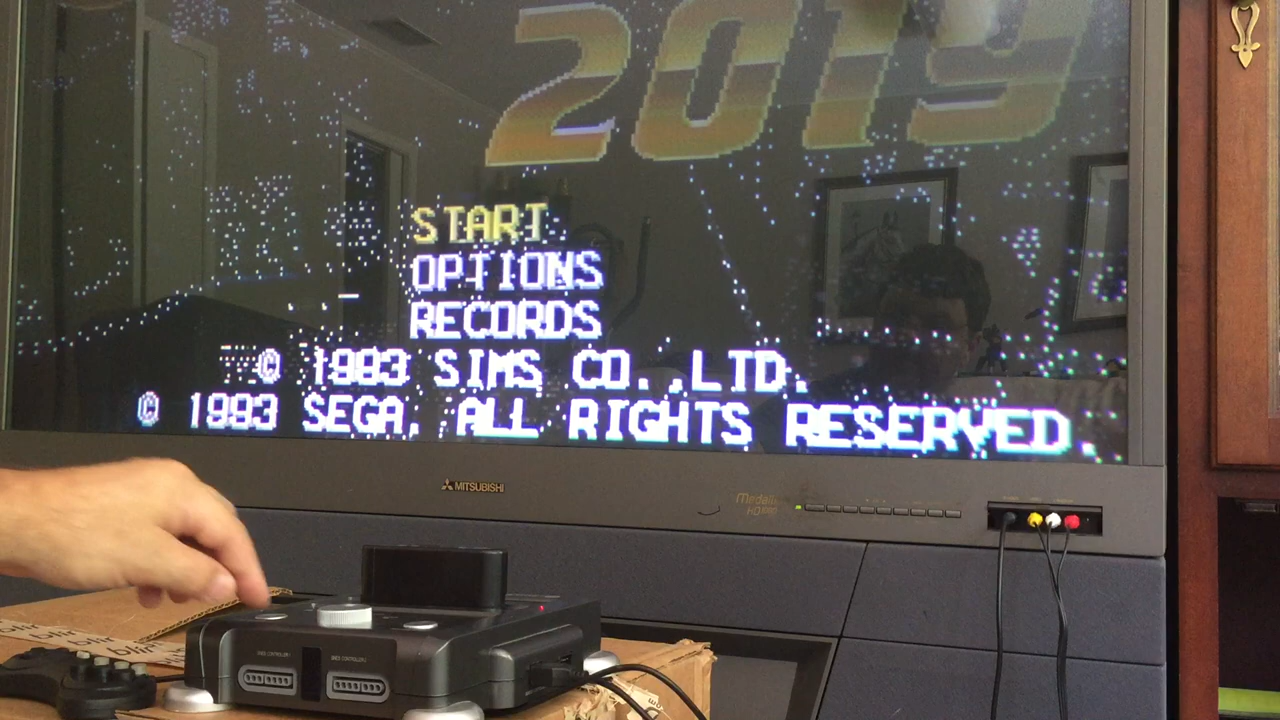 2019
START
OPTIONS
RECORDS
© 1993 SIMS CO.,LTD.
© 1993 SEGA. ALL RIGHTS RESERVED.
MITSUBISHI